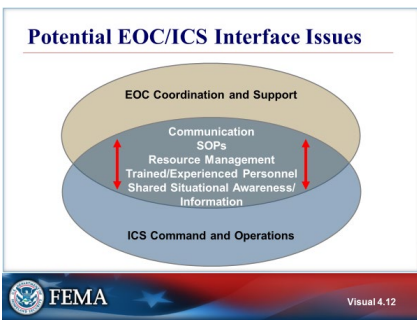 Potential EOC/ICS Interface Issues
EOC Coordination and Support
Communication
SOPs
Resource Management
Trained/Experienced Personnel
Shared Situational Awareness/
Information
ICS Command and Operations
FEMA
Visual 4.12